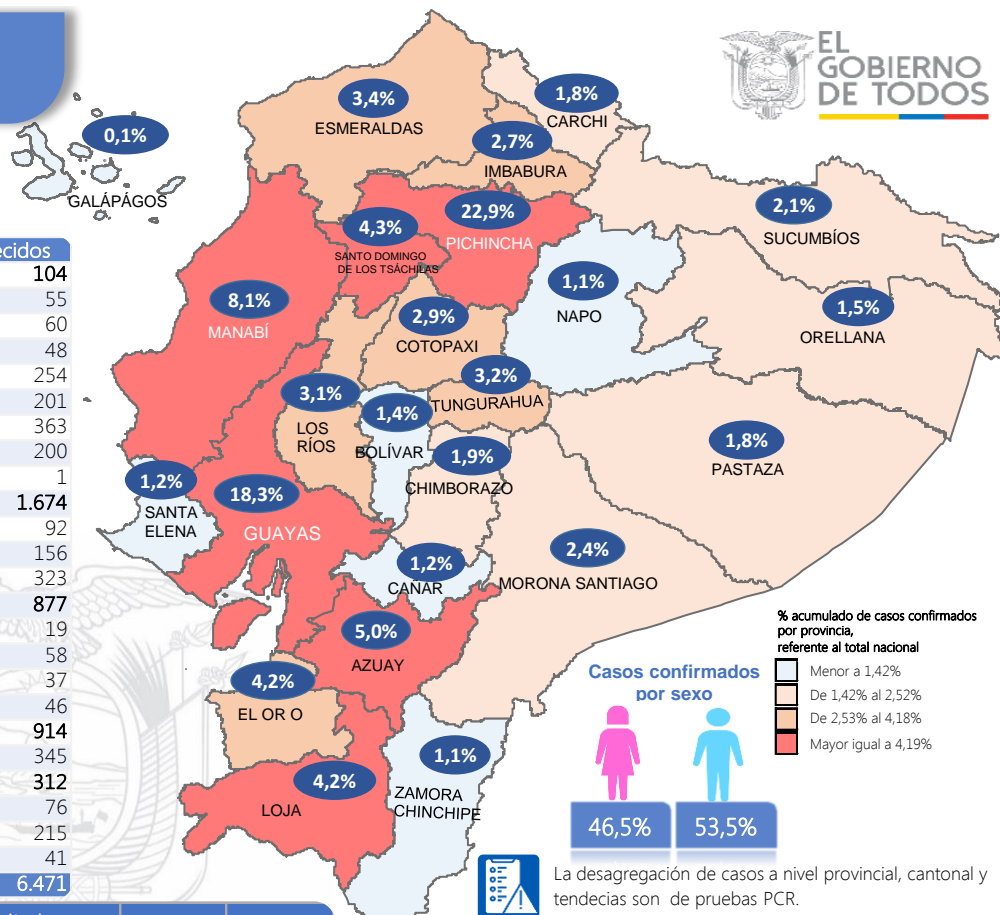 EL
GOBIERNO
DE TODOS
3,4%
ESMERALDAS
1,8%
CARCHI
0,1%
GALÁPÁGOS
2,7%
IMBABURA
22,9%
PICHINCHA
4,3%
SANTO DOMINGO
DE LOS TSÁCHILAS
2,1%
SUCUMBÍOS
8,1%
MANABÍ
1,1%
NAPO
1,5%
ORELLANA
2,9%
COTOPAXI
3,2%
TUNGURAHUA
3,1%
LOS
RÍOS
1,4%
BOLÍVAR
1,9%
CHIMBORAZO
1,8%
PASTAZA
1,2%
SANTA
ELENA
18,3%
GUAYAS
1,2%
CAÑAR
2,4%
MORONA SANTIAGO
5,0%
AZUAY
4,2%
EL OR O
4,2%
LOJA
1,1%
ZAMORA
CHINCHIPE
ecidos
104
55
60
48
254
201
363
200
1
1.674
92
156
323
877
19
58
37
46
914
345
312
76
215
41
6.471
% acumulado de casos confirmados
por provincia,
referente al total nacional
Menor a 1,42%
De 1,42% al 2,52%
De 2,53% al 4,18%
Mayor igual a 4,19%
Casos confirmados
por sexo
46,5%
53,5%
La desagregación de casos a nivel provincial, cantonal y
tendecias son de pruebas PCR.